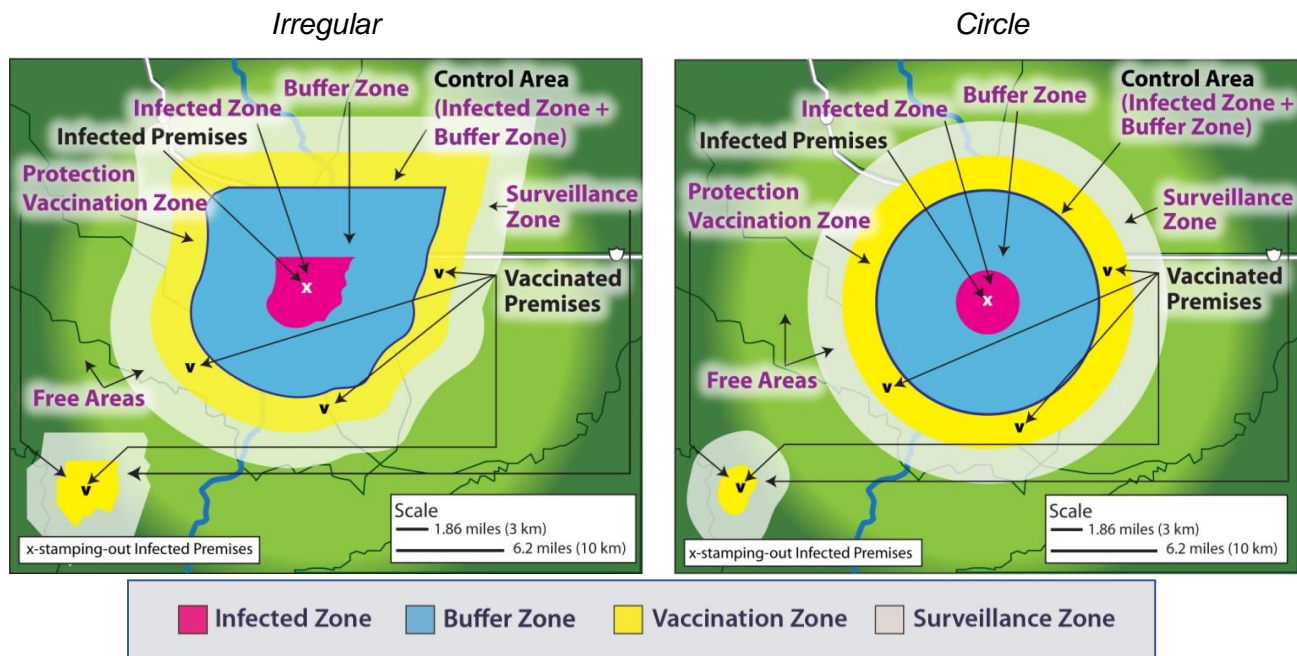 Irregular
Circle
Buffer Zone
Infected Zone
Infected Premises
Control Area
(Infected Zone +
Buffer Zone)
Protection
Vaccination Zone
Surveillance
Zone
v
x
Vaccinated
Premises
v
v
Free Areas
v
Scale
1.86 miles (3 km)
6.2 miles (10 km)
x-stamping-out Infected Premises
Control Area
(Infected Zone +
Buffer Zone)
Buffer Zone
Infected Zone
Infected Premises
Protection
Vaccination Zone
Surveillance
Zone
v
x
Vaccinated
Premises
v
v
Free Areas
v
Scale
1.86 miles (3 km)
6.2 miles (10 km)
x-stamping-out Infected Premises
Infected Zone
Buffer Zone
Vaccination Zone
Surveillance Zone